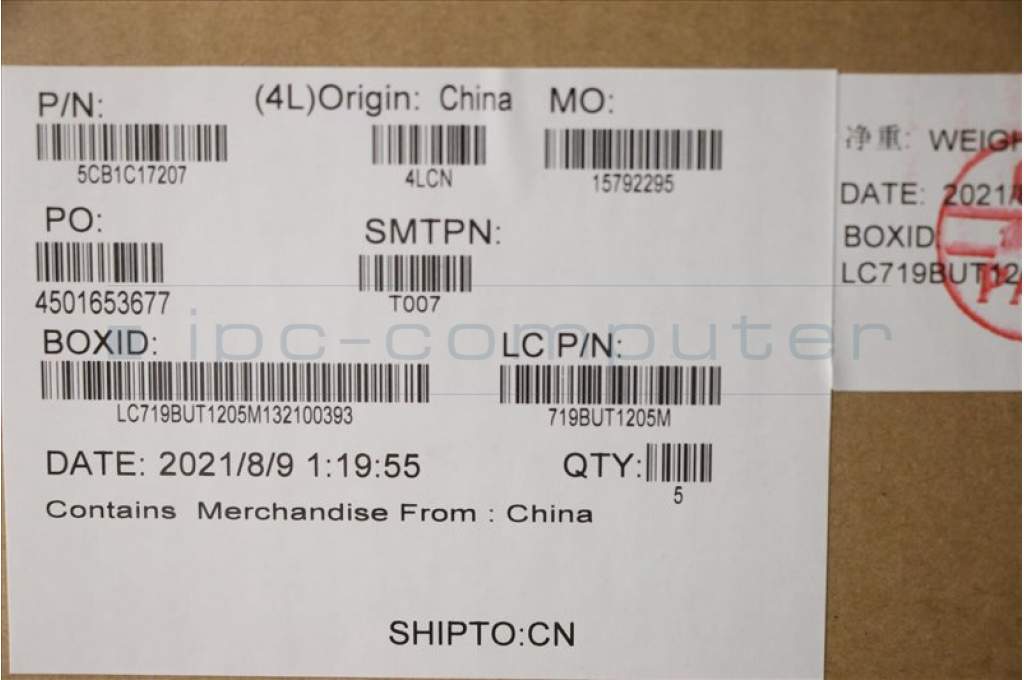 P/N:
(4L)Origin: China
MO:
5CB1C17207
4LCN
15792295
PO:
SMTPN:
4501653677
T007
BOXID:
LC P/N:
LC719BUT1205M132100393
719BUT1205M
DATE: 2021/8/9 1:19:55
QTY:
5
Contains Merchandise From : China
SHIPTO:CN
净重: WEIGH
DATE: 2021/8
BOXID
LC719BUT12
ipc-computer